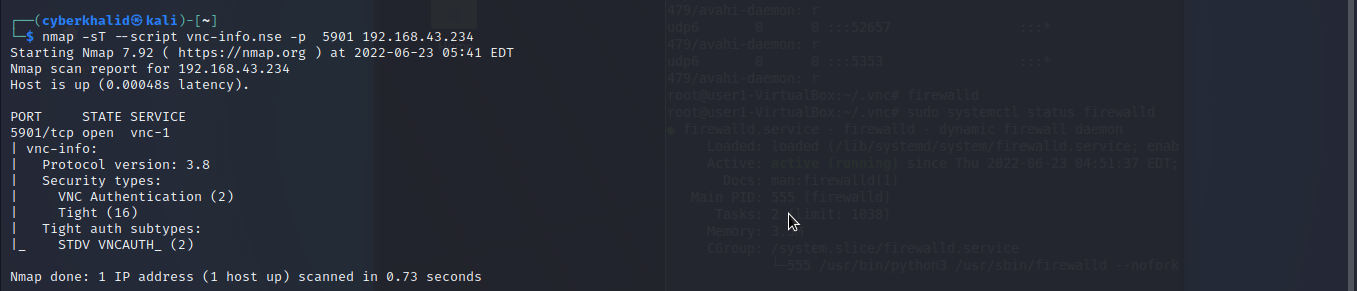 ┌──(cyberkhalid㉿kali)-[~]
└─$ nmap -sT --script vnc-info.nse -p  5901 192.168.43.234
Starting Nmap 7.92 ( https://nmap.org ) at 2022-06-23 05:41 EDT
Nmap scan report for 192.168.43.234
Host is up (0.00048s latency).

PORT     STATE SERVICE
5901/tcp open  vnc-1
| vnc-info:
|   Protocol version: 3.8
|   Security types:
|     VNC Authentication (2)
|     Tight (16)
|   Tight auth subtypes:
|_    STDV VNCAUTH_ (2)

Nmap done: 1 IP address (1 host up) scanned in 0.73 seconds
479/avahi-daemon: r
udp6       0      0 :::52657                :::*
479/avahi-daemon: r
udp6       0      0 :::5353                 :::*
479/avahi-daemon: r
root@user1-VirtualBox:~/.vnc# firewalld
root@user1-VirtualBox:~/.vnc# sudo systemctl status firewalld
● firewalld.service - firewalld - dynamic firewall daemon
Loaded: loaded (/lib/systemd/system/firewalld.service; enab
Active: active (running) since Thu 2022-06-23 04:51:37 EDT;
Docs: man:firewalld(1)
Main PID: 555 (firewalld)
Tasks: 2 limit: 1038)
Memory: 3
CGroup: /system.slice/firewalld.service
└─555 /usr/bin/python3 /usr/sbin/firewalld --nofork